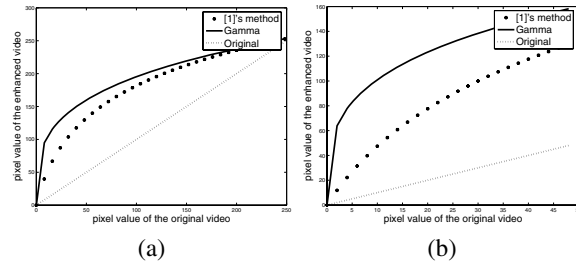 300
250
200
150
100
50
0
0 50 100 150 200 250
pixel value of the enhanced video
pixel value of the original video
[1]'s method
Gamma
Original
(a)
160
140
120
100
80
60
40
20
0
0 5 10 15 20 25 30 35 40 45
pixel value of the enhanced video
pixel value of the original video
[1]'s method
Gamma
Original
(b)